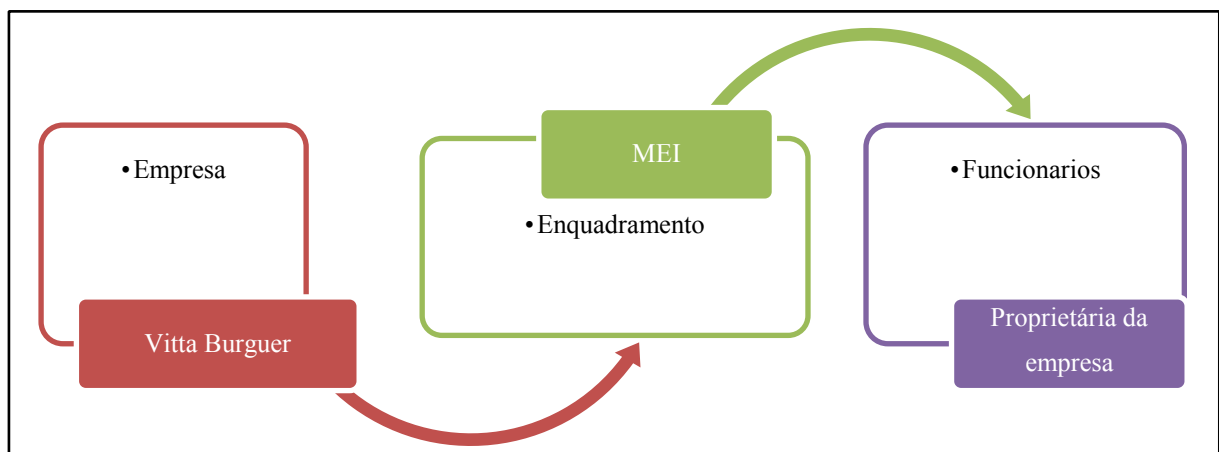 •Empresa
Vitta Burguer
MEI
•Enquadramento
•Funcionarios
Proprietária da
empresa